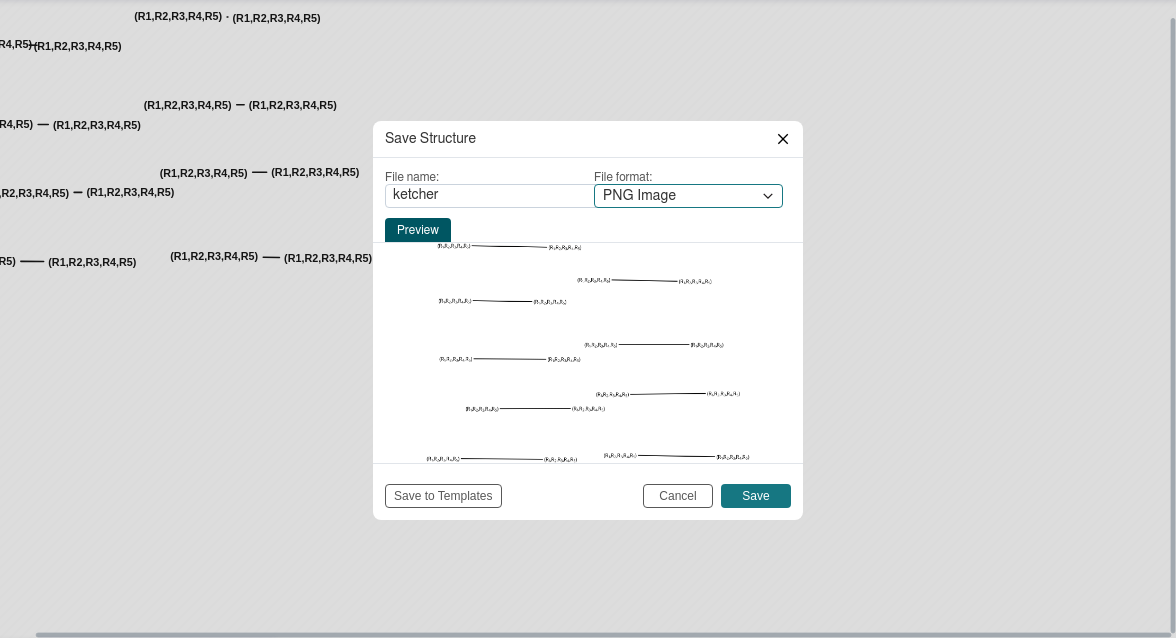 (R1,R2,R3,R4,R5) - (R1,R2,R3,R4,R5)
R4,R5) (R1,R2,R3,R4,R5)
(R1,R2,R3,R4,R5) — (R1,R2,R3,R4,R5)
R4,R5) — (R1,R2,R3,R4,R5)
(R1,R2,R3,R4,R5) — (R1,R2,R3,R4,R5)
R2,R3,R4,R5) — (R1,R2,R3,R4,R5)
(R1,R2,R3,R4,R5) — (R1,R2,R3,R4,R5)
R5) — (R1,R2,R3,R4,R5)
Save Structure
File name: File format:
ketcher PNG Image
Preview
Save to Templates Cancel Save